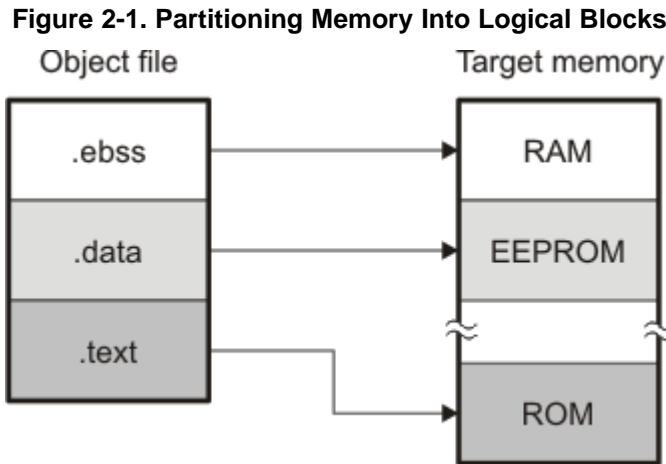 Figure 2-1. Partitioning Memory Into Logical Blocks
Object file
Target memory
.ebss
RAM
.data
EEPROM
.text
ROM